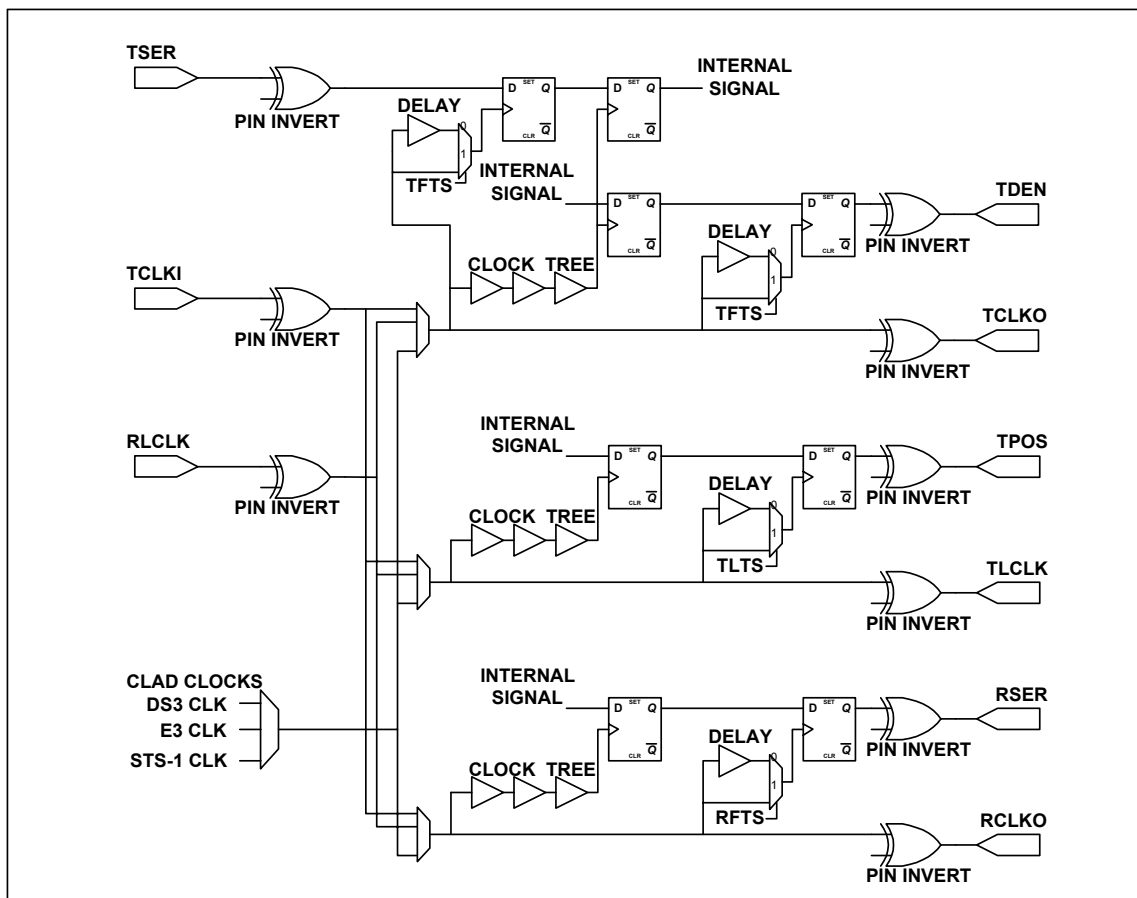 TSER
PIN INVERT
DELAY
0
1
TFTS
D SET Q
CLR Q
D SET Q
CLR Q
INTERNAL
SIGNAL
INTERNAL
SIGNAL
D SET Q
CLR Q
DELAY
0
1
TFTS
D SET Q
CLR Q
PIN INVERT
TDEN
TCLKI
PIN INVERT
CLOCK TREE
PIN INVERT
TCLKO
RLCLK
PIN INVERT
INTERNAL
SIGNAL
CLOCK TREE
D SET Q
CLR Q
DELAY
0
1
TLTS
D SET Q
CLR Q
PIN INVERT
TPOS
PIN INVERT
TLCLK
CLAD CLOCKS
DS3 CLK
E3 CLK
STS-1 CLK
INTERNAL
SIGNAL
CLOCK TREE
D SET Q
CLR Q
DELAY
0
1
RFTS
D SET Q
CLR Q
PIN INVERT
RSER
PIN INVERT
RCLKO